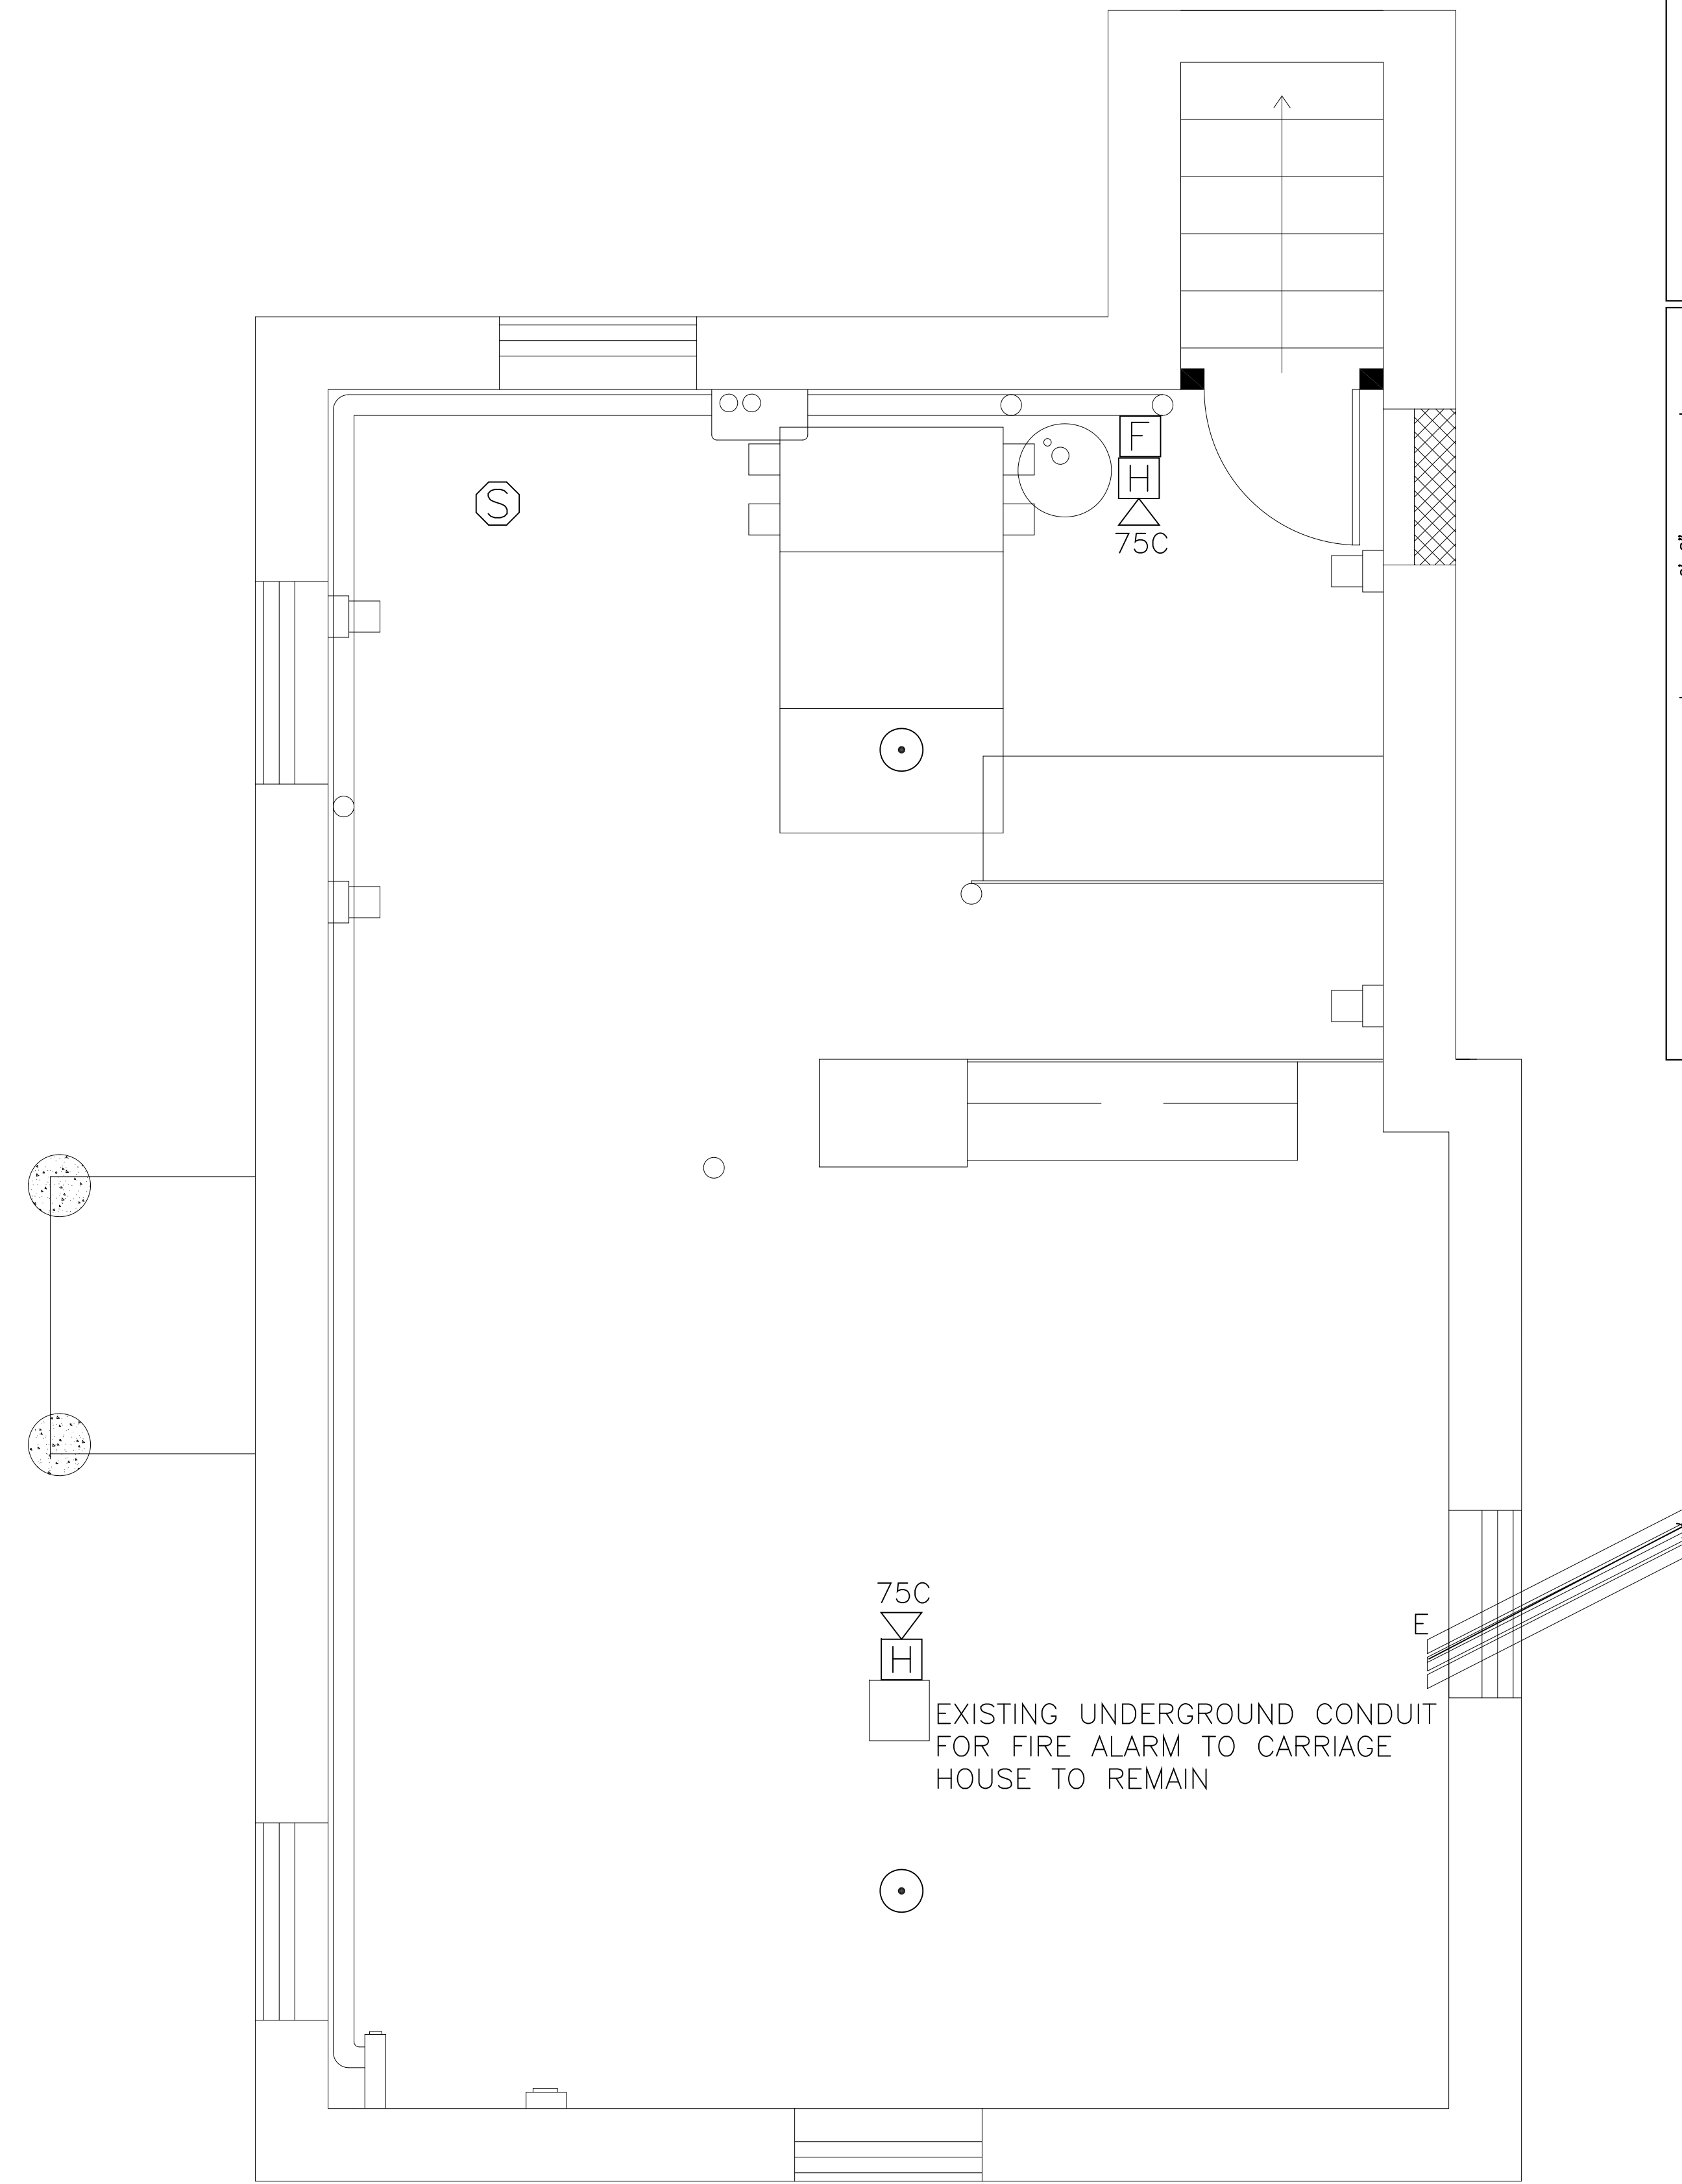 F
H
75C
S
75C
H
E
EXISTING UNDERGROUND CONDUIT
FOR FIRE ALARM TO CARRIAGE
HOUSE TO REMAIN